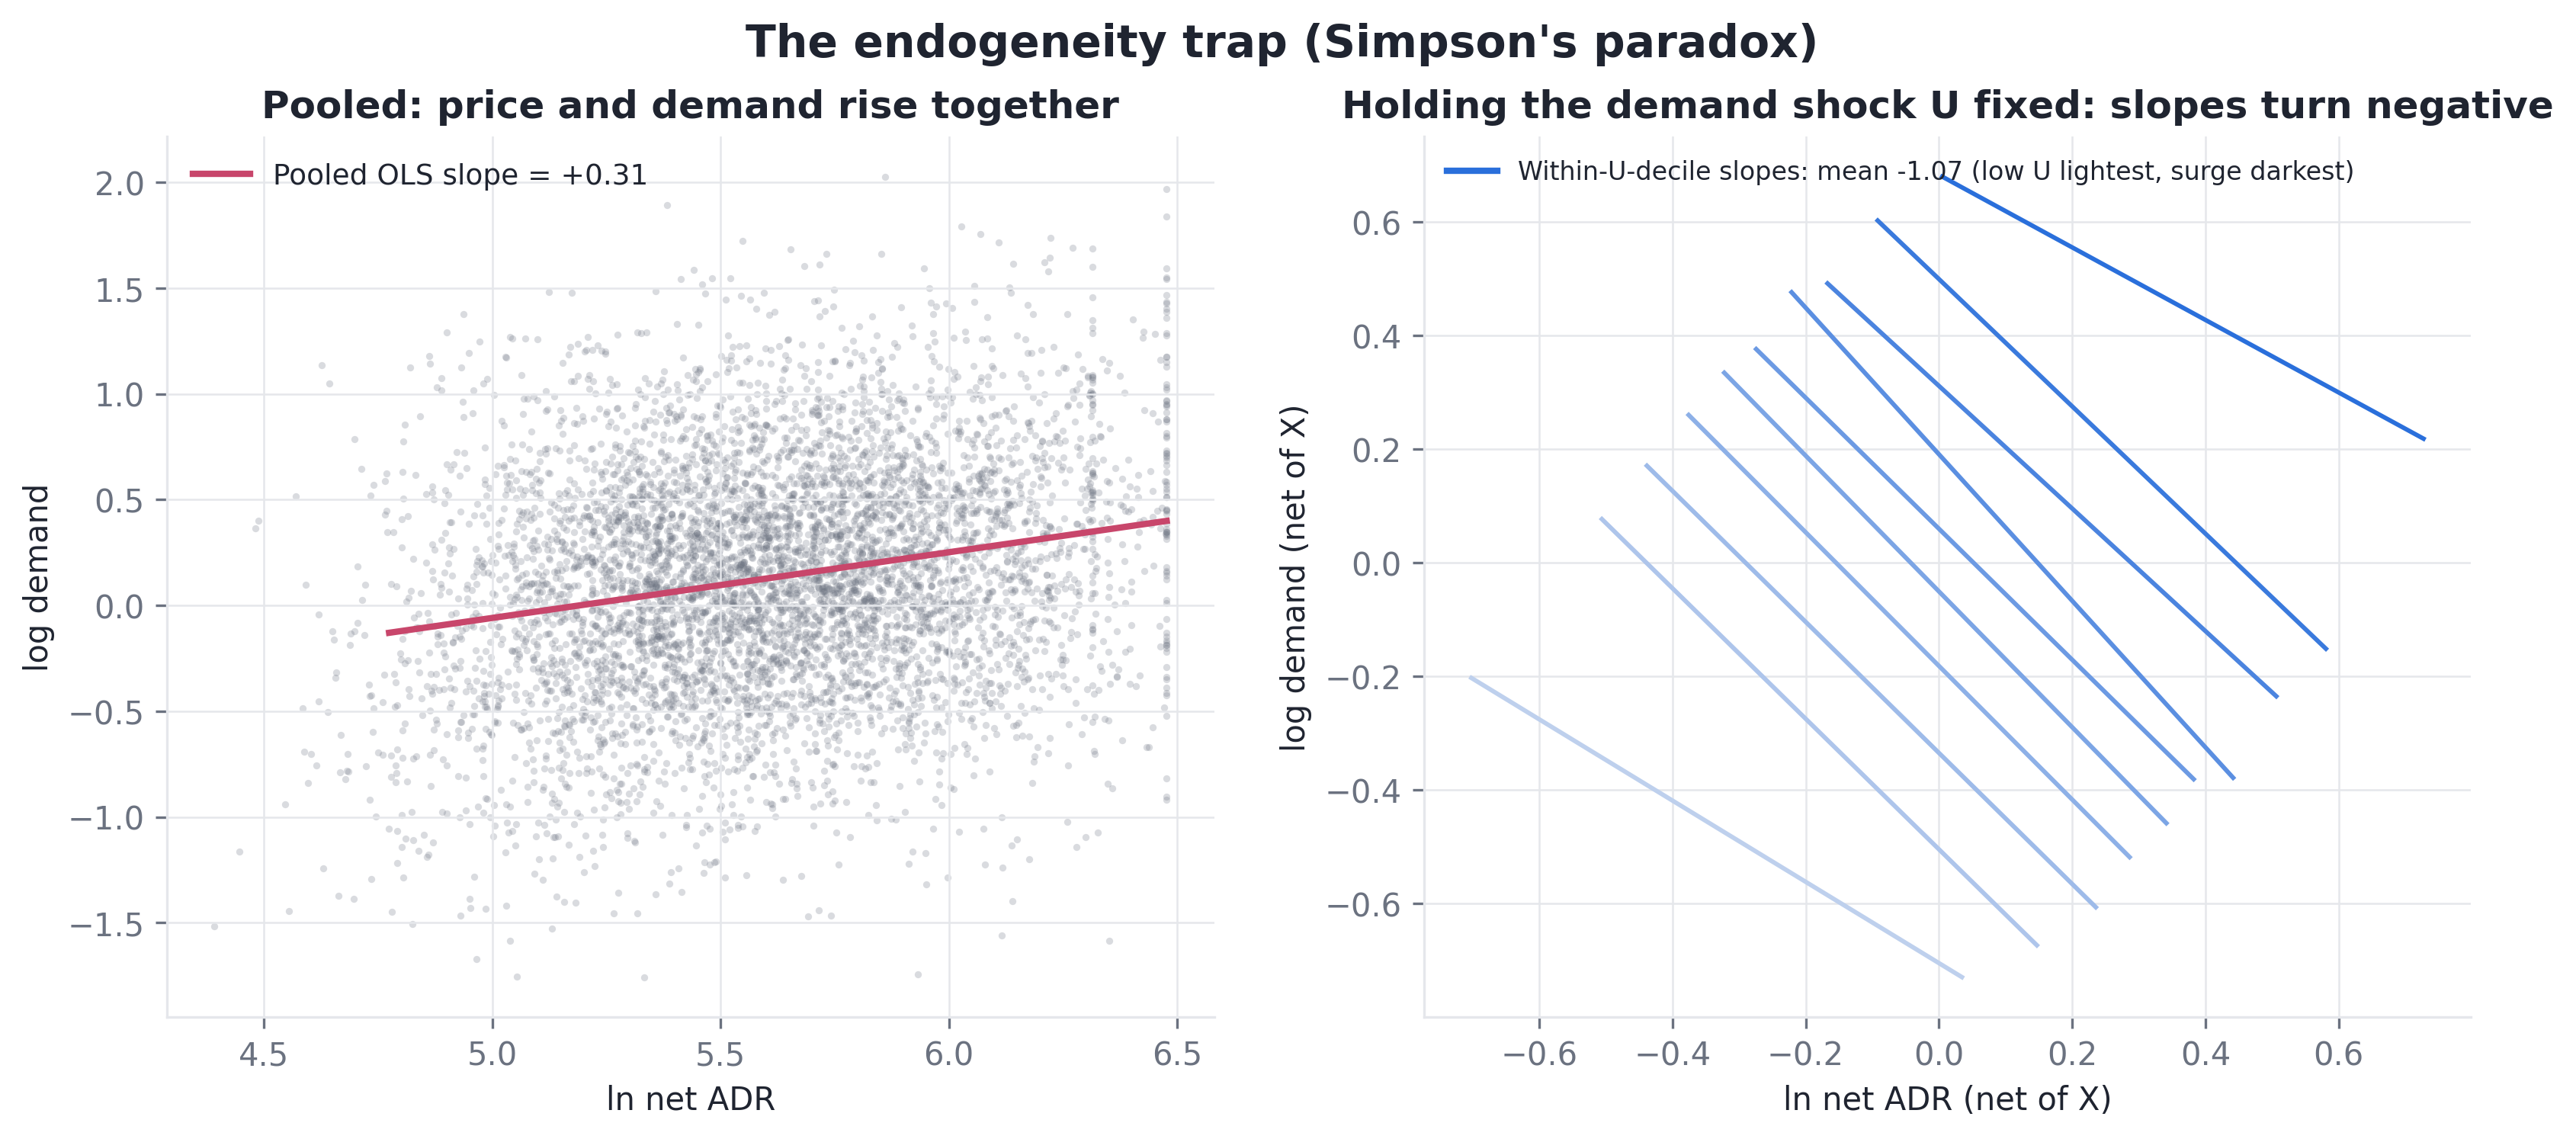 The endogeneity trap (Simpson's paradox)
Pooled: price and demand rise together
Pooled OLS slope = +0.31
log demand
2.0
1.5
1.0
0.5
0.0
−0.5
−1.0
−1.5
4.5 5.0 5.5 6.0 6.5
ln net ADR
Holding the demand shock U fixed: slopes turn negative
Within-U-decile slopes: mean -1.07 (low U lightest, surge darkest)
log demand (net of X)
0.6
0.4
0.2
0.0
−0.2
−0.4
−0.6
−0.6 −0.4 −0.2 0.0 0.2 0.4 0.6
ln net ADR (net of X)